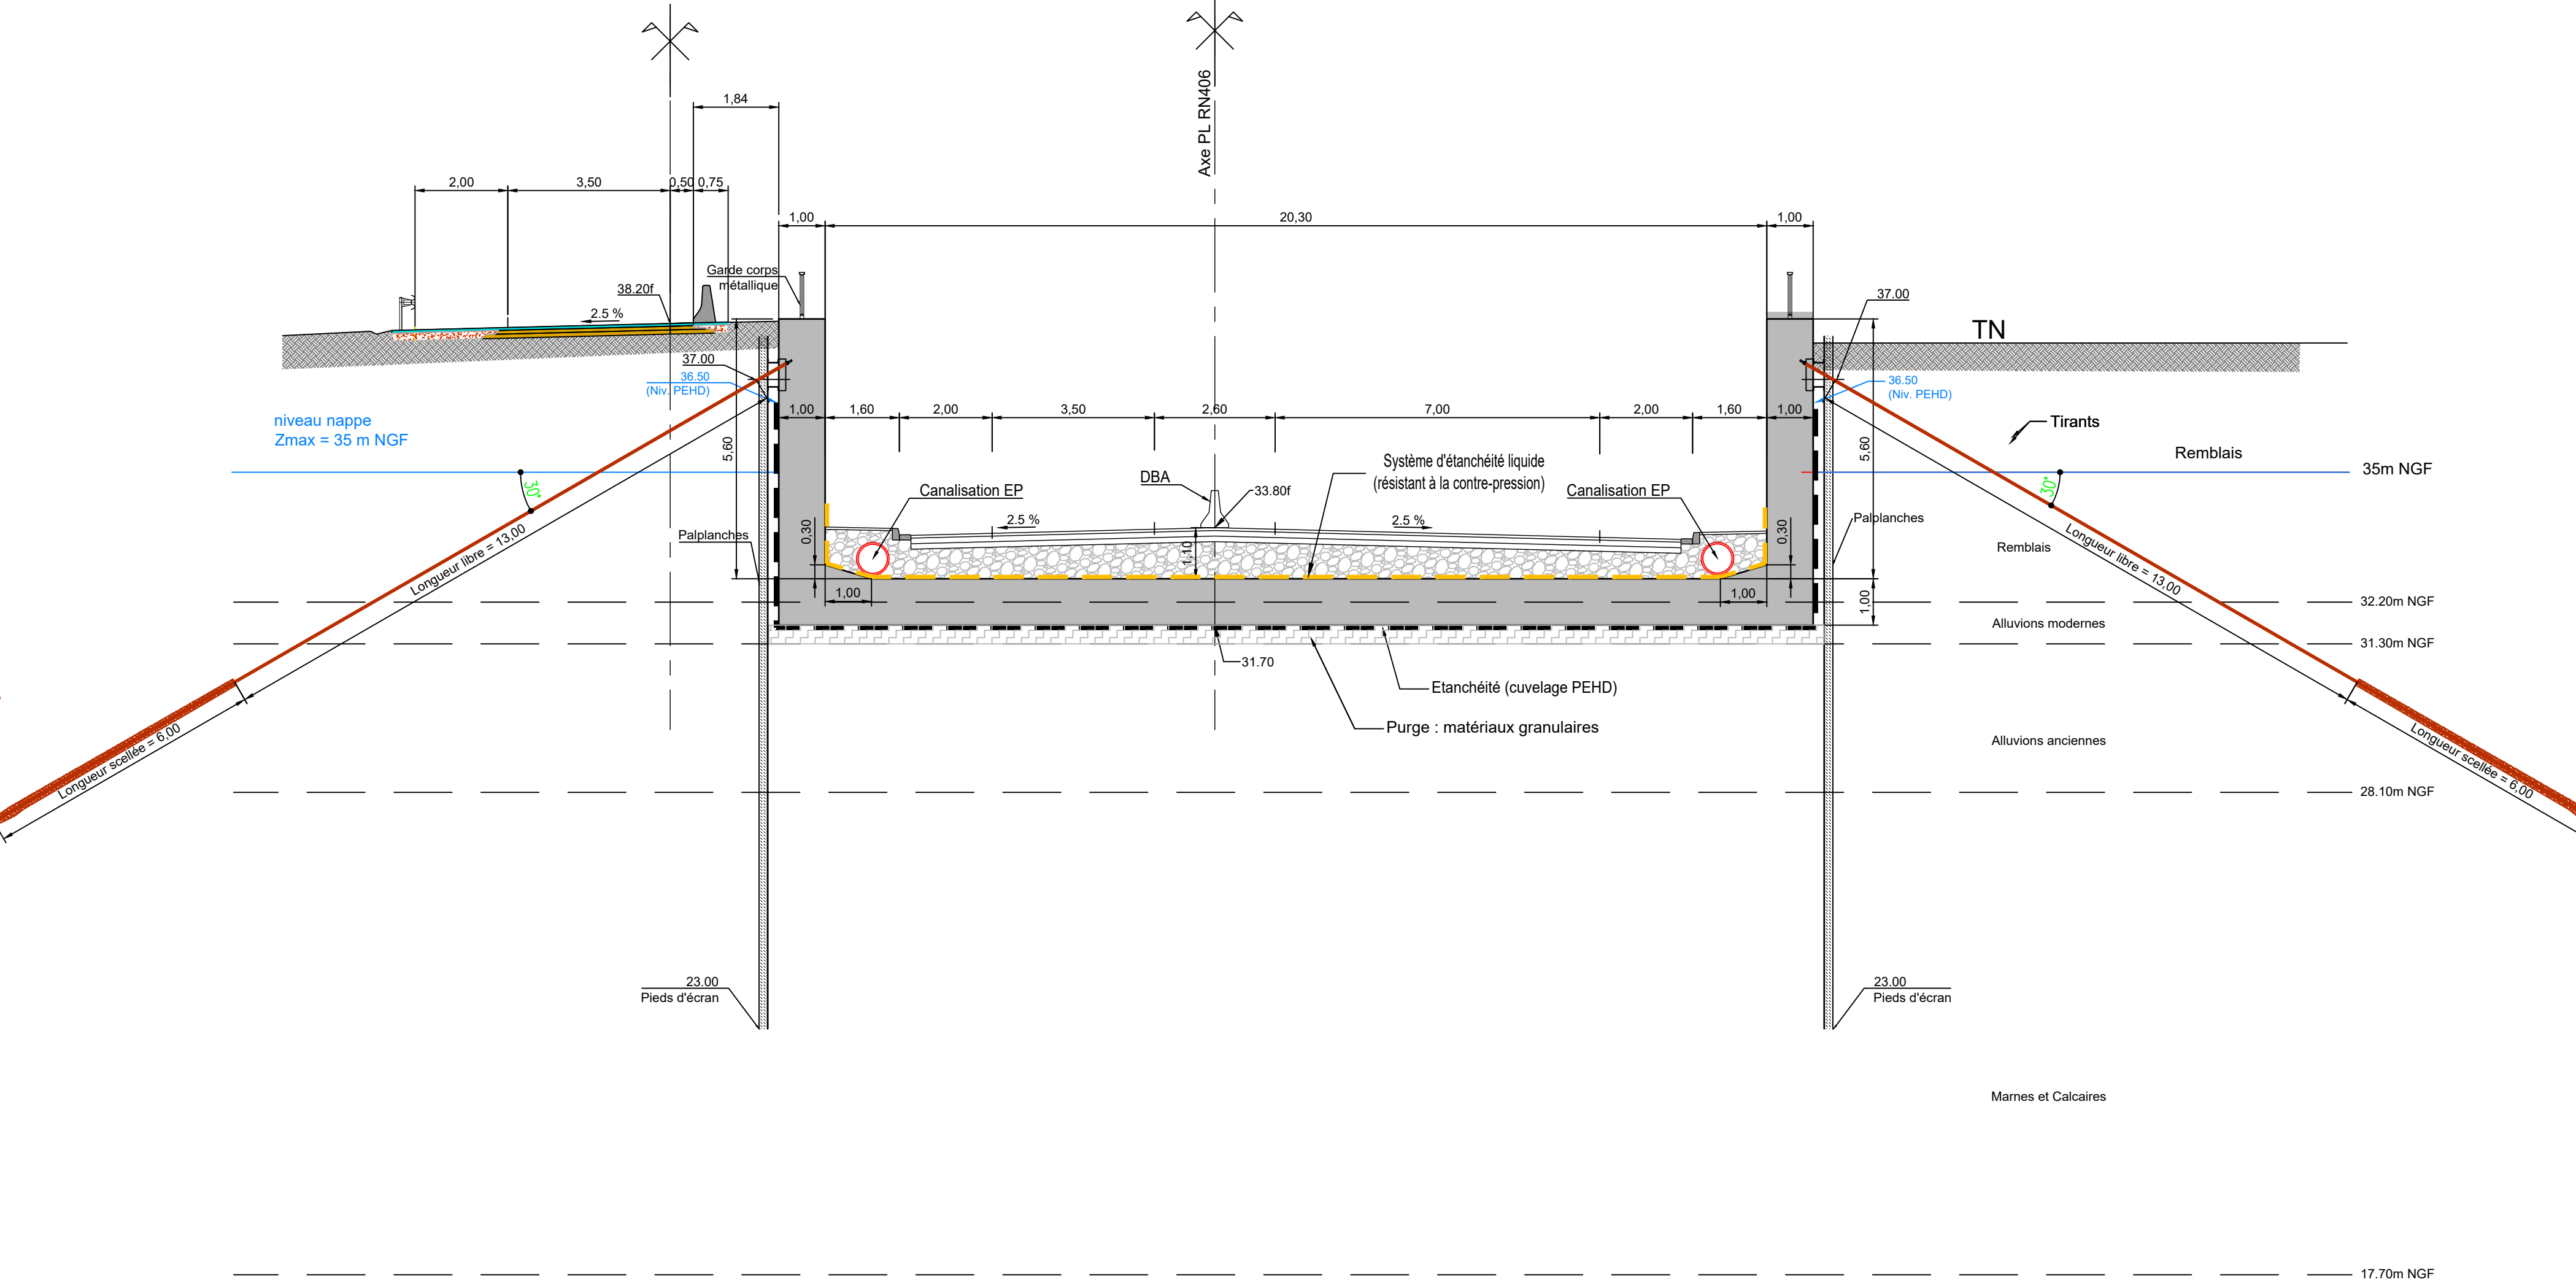 Axe PL RN406
1,84
2,00
3,50
0,50
0,75
1,00
20,30
1,00
Garde corps
métallique
38.20f
2.5 %
37.00
36.50
(Niv. PEHD)
37.00
TN
36.50
(Niv. PEHD)
niveau nappe
Zmax = 35 m NGF
1,00
1,60
2,00
3,50
2,60
7,00
2,00
1,60
1,00
5,60
5,60
Tirants
Remblais
35m NGF
30°
30°
Système d'étanchéité liquide
(résistant à la contre-pression)
Canalisation EP
DBA
33.80f
Canalisation EP
2.5 %
2.5 %
0,30
1,10
0,30
Palplanches
Palplanches
Remblais
Longueur libre = 13,00
Longueur libre = 13,00
1,00
1,00
1,00
32.20m NGF
Alluvions modernes
31.30m NGF
31.70
Etanchéité (cuvelage PEHD)
Purge : matériaux granulaires
Longueur scellée = 6,00
Longueur scellée = 6,00
Alluvions anciennes
28.10m NGF
23.00
Pieds d'écran
23.00
Pieds d'écran
Marnes et Calcaires
17.70m NGF